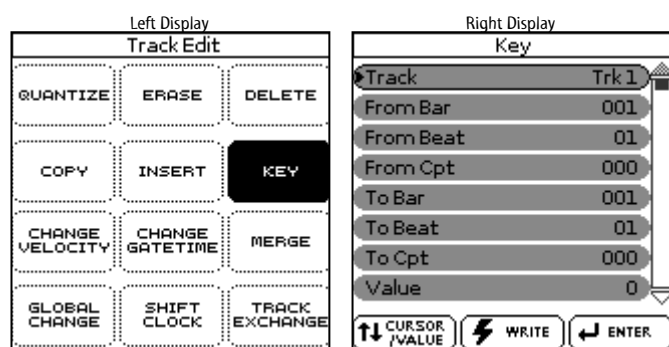 Left Display
Track Edit
QUANTIZE ERASE DELETE
COPY INSERT KEY
CHANGE VELOCITY CHANGE GATETIME MERGE
GLOBAL CHANGE SHIFT CLOCK TRACK EXCHANGE
Right Display
Key
Track Trk 1
From Bar 001
From Beat 01
From Cpt 000
To Bar 001
To Beat 01
To Cpt 000
Value 0
CURSOR /VALUE WRITE ENTER